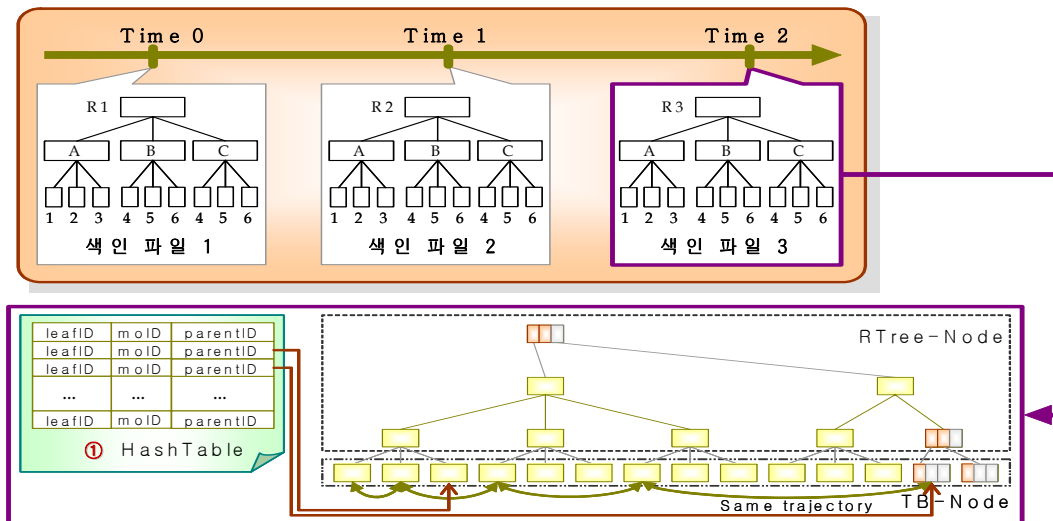 Time 0 Time 1 Time 2
R1 R2 R3
A B C A B C A B C
1 2 3 4 5 6 4 5 6 1 2 3 4 5 6 4 5 6 1 2 3 4 5 6 4 5 6
색인 파일 1 색인 파일 2 색인 파일 3
leafID moID parentID
leafID moID parentID
leafID moID parentID
... ... ...
leafID moID parentID
① HashTable
RTree-Node
Same trajectory
TB-Node